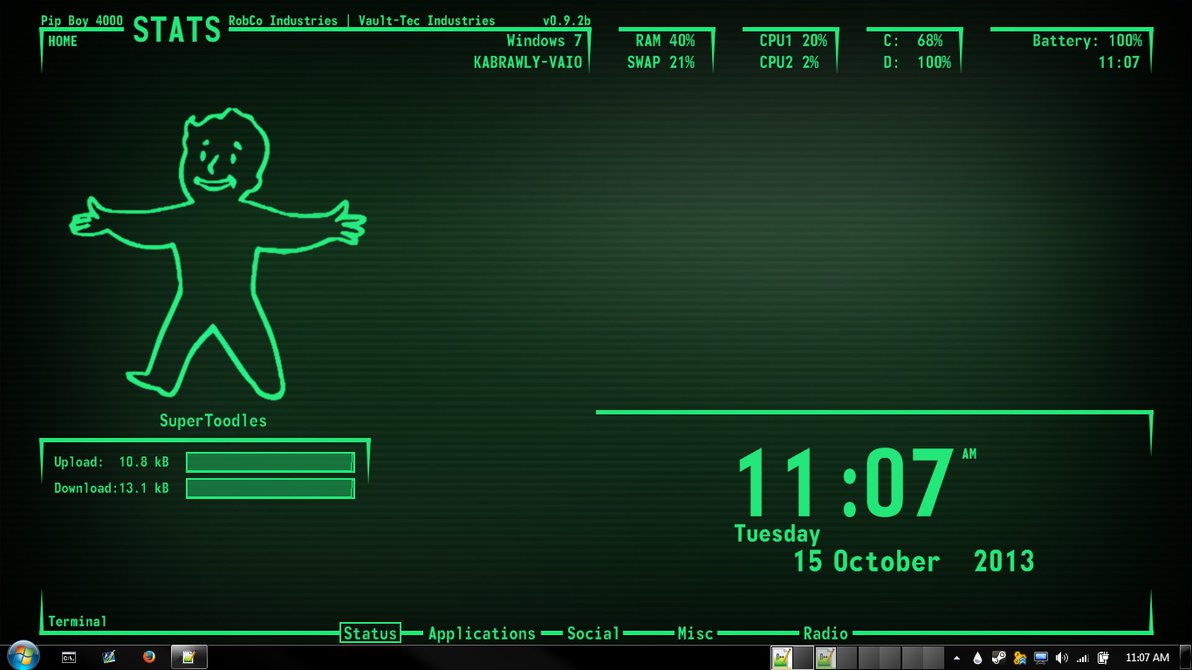 Pip Boy 4000 STATS RobCo Industries | Vault-Tec Industries v0.9.2b
HOME
Windows 7
KABRAWLY-VAIO
RAM 40%
SWAP 21%
CPU1 20%
CPU2 2%
C: 68%
D: 100%
Battery: 100%
11:07
SuperToodles
Upload: 10.8 kB
Download:13.1 kB
11:07 AM
Tuesday
15 October 2013
Terminal
Status Applications Social Misc Radio
11:07 AM